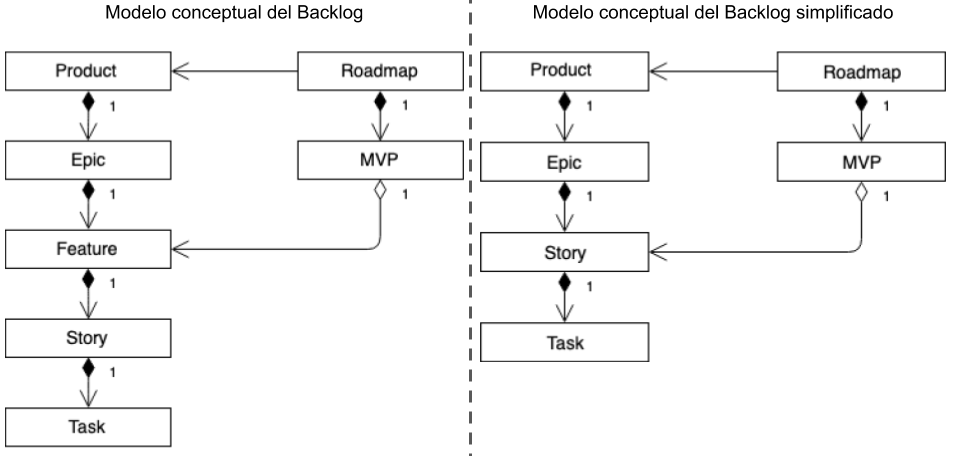 Modelo conceptual del Backlog
Product
Roadmap
1
1
Epic
MVP
1
1
Feature
1
Story
1
Task
Modelo conceptual del Backlog simplificado
Product
Roadmap
1
1
Epic
MVP
1
1
Story
1
Task